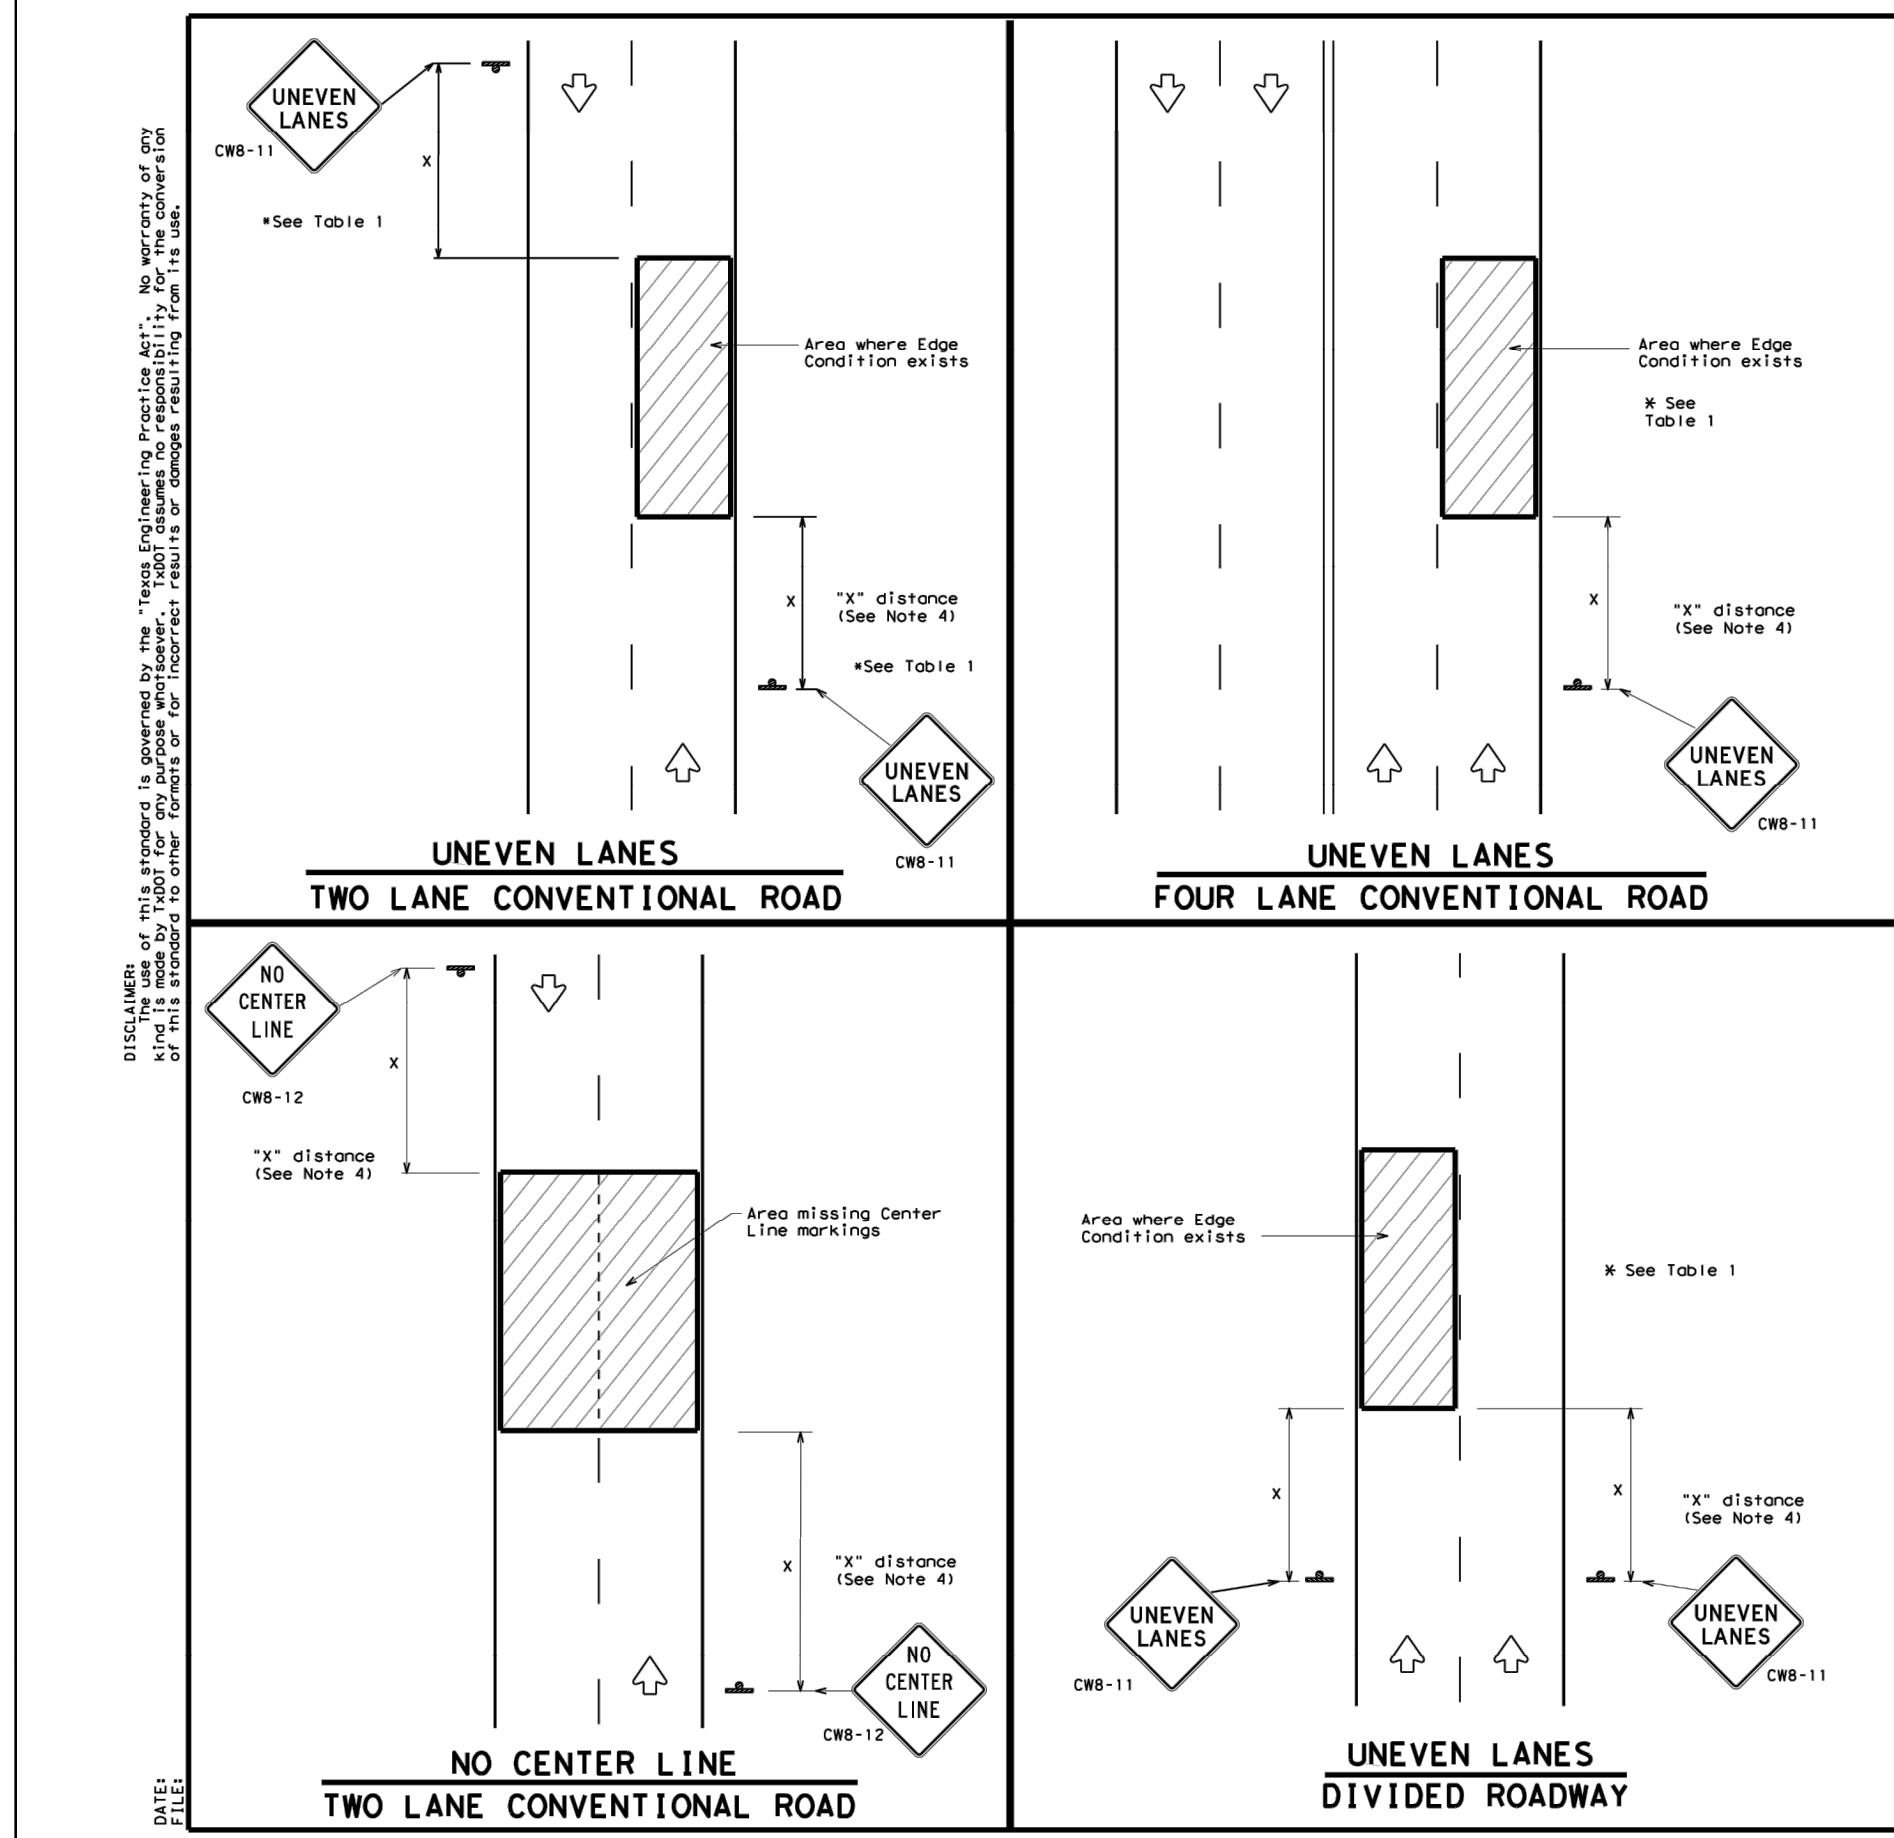 DISCLAIMER:
The use of this standard is governed by the "Texas Engineering Practice Act". No warranty of any
kind is made by TxDOT for any purpose whatsoever. TxDOT assumes no responsibility for the conversion
of this standard to other formats or for incorrect results or damages resulting from its use.
DATE:
FILE:
UNEVEN
LANES
CW8-11
*See Table 1
X
Area where Edge
Condition exists
X
"X" distance
(See Note 4)
*See Table 1
UNEVEN
LANES
CW8-11
UNEVEN LANES
TWO LANE CONVENTIONAL ROAD
Area where Edge
Condition exists
* See
Table 1
X
"X" distance
(See Note 4)
UNEVEN
LANES
CW8-11
UNEVEN LANES
FOUR LANE CONVENTIONAL ROAD
NO
CENTER
LINE
CW8-12
X
"X" distance
(See Note 4)
Area missing Center
Line markings
X
"X" distance
(See Note 4)
NO
CENTER
LINE
CW8-12
NO CENTER LINE
TWO LANE CONVENTIONAL ROAD
Area where Edge
Condition exists
* See Table 1
X
X
"X" distance
(See Note 4)
UNEVEN
LANES
CW8-11
UNEVEN
LANES
CW8-11
UNEVEN LANES
DIVIDED ROADWAY